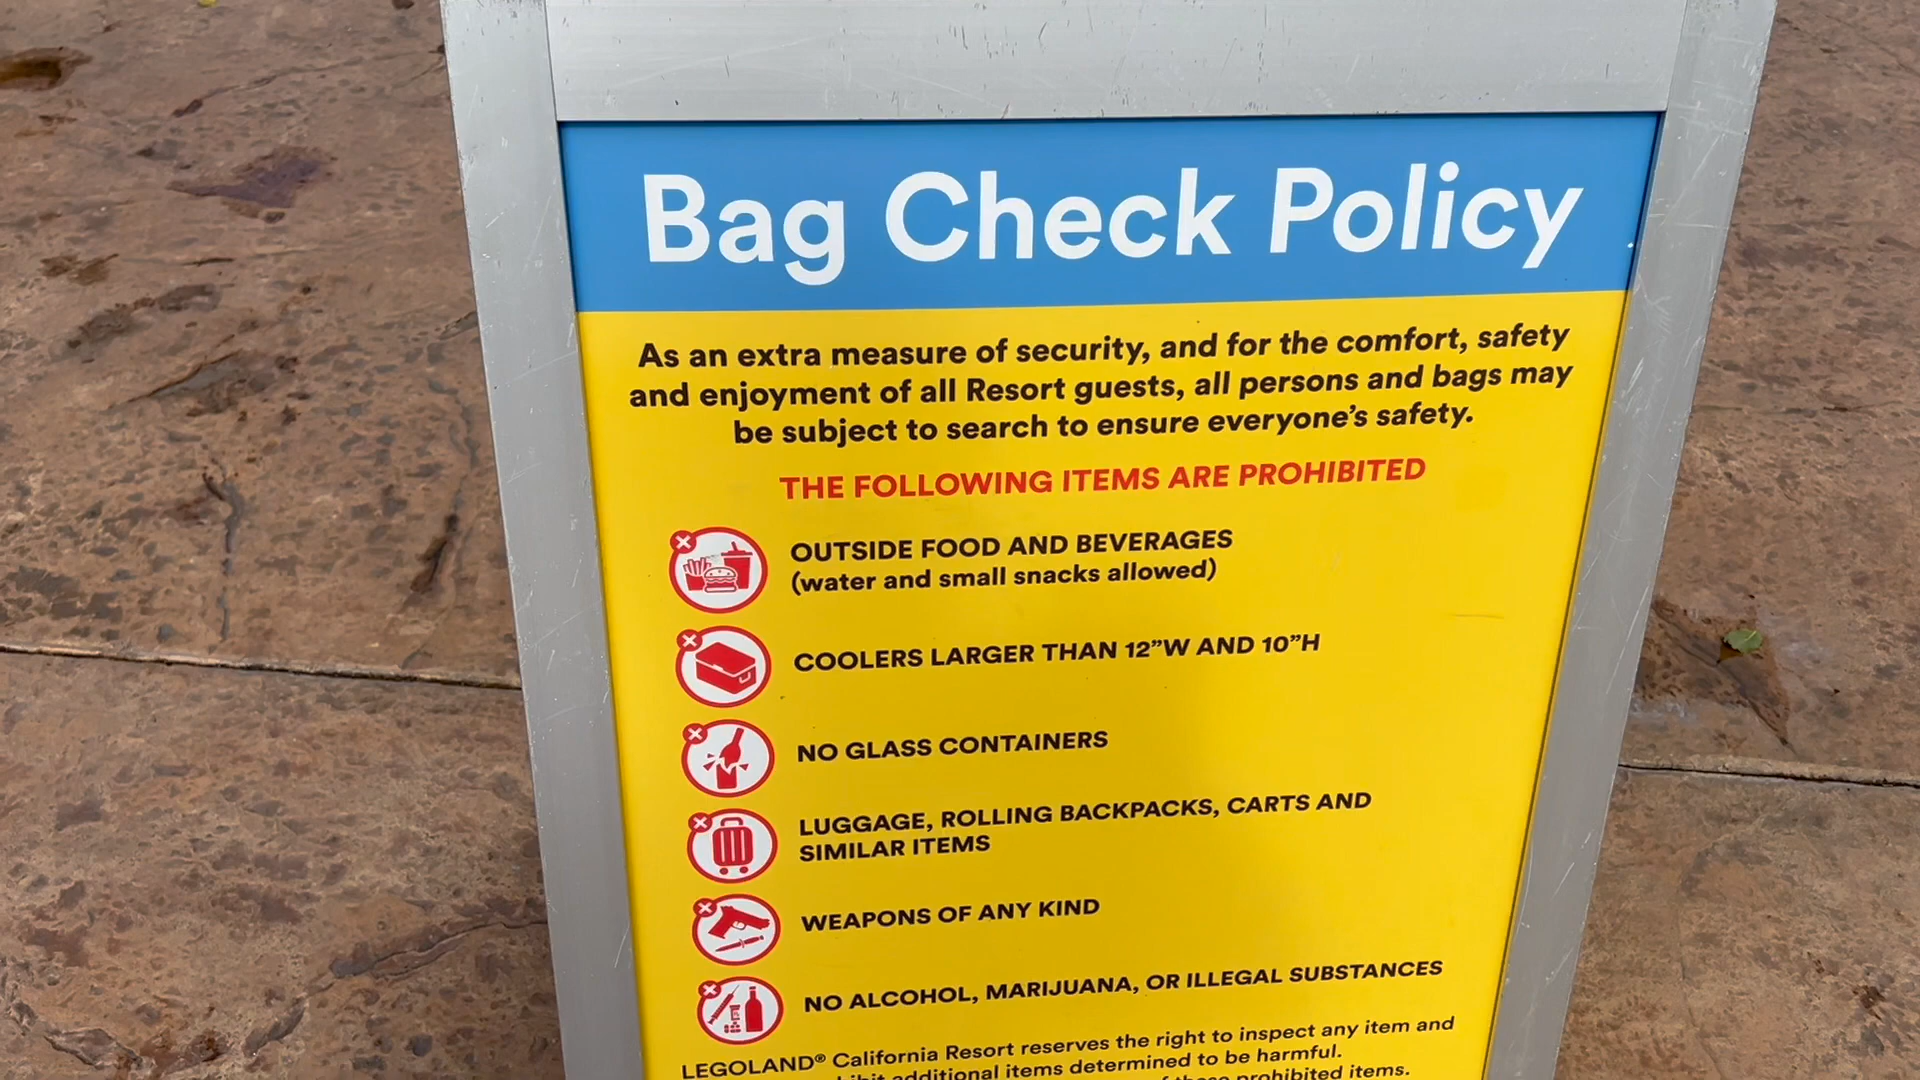 Bag Check Policy
As an extra measure of security, and for the comfort, safety
and enjoyment of all Resort guests, all persons and bags may
be subject to search to ensure everyone's safety.
THE FOLLOWING ITEMS ARE PROHIBITED
OUTSIDE FOOD AND BEVERAGES
(water and small snacks allowed)
COOLERS LARGER THAN 12”W AND 10”H
NO GLASS CONTAINERS
LUGGAGE, ROLLING BACKPACKS, CARTS AND
SIMILAR ITEMS
WEAPONS OF ANY KIND
NO ALCOHOL, MARIJUANA, OR ILLEGAL SUBSTANCES
LEGOLAND® California Resort reserves the right to inspect any item and
additional items determined to be harmful.
prohibited items.